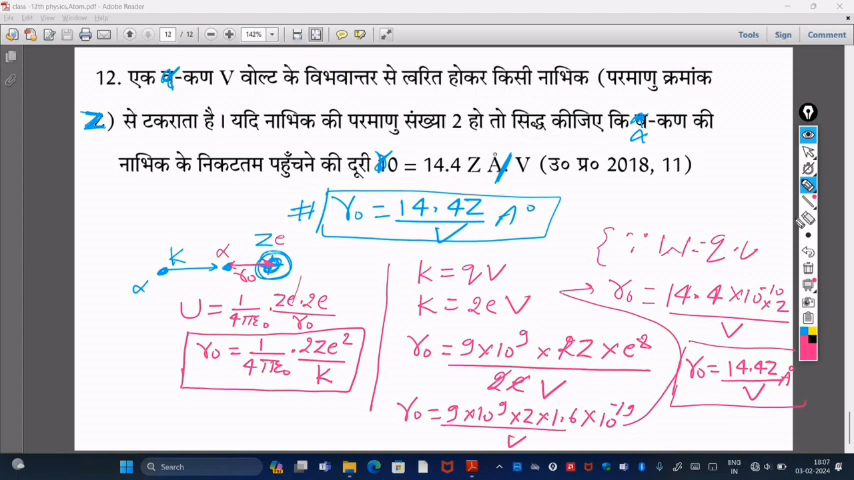 class -12th physics,Atom.pdf - Adobe Reader
File Edit View Window Help
12 / 12 142% Tools Sign Comment
12. एक α-कण V वोल्ट के विभवान्तर से त्वरित होकर किसी नाभिक (परमाणु क्रमांक
Z) से टकराता है। यदि नाभिक की परमाणु संख्या 2 हो तो सिद्ध कीजिए कि α-कण की
नाभिक के निकटतम पहुँचने की दूरी r0 = 14.4 Z Å/ V (उ० प्र० 2018, 11)
# r₀ = 14.4Z/V A°
Ze
α K α r₀
{∵ W=q.v
U = 1/4πε₀ . Ze.2e/r₀
r₀ = 1/4πε₀ . 2Ze²/K
K = qV
K = 2eV
r₀ = 9×10⁹ × 2Z × e²/2e V
r₀ = 9×10⁹×Z×1.6×10⁻¹⁹/V
→ r₀ = 14.4×10⁻¹⁰×Z/V
r₀ = 14.4Z/V A°
Search
ENG
IN
18:07
03-02-2024